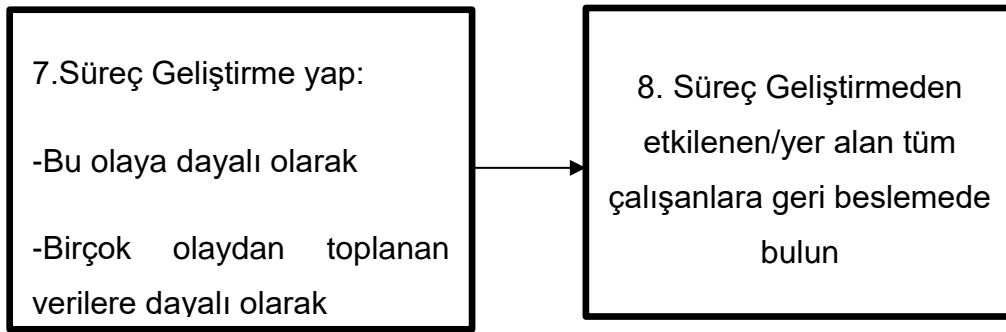 7.Süreç Geliştirme yap:
-Bu olaya dayalı olarak
-Birçok olaydan toplanan
verilere dayalı olarak
8. Süreç Geliştirmeden
etkilenen/yer alan tüm
çalışanlara geri beslemede
bulun